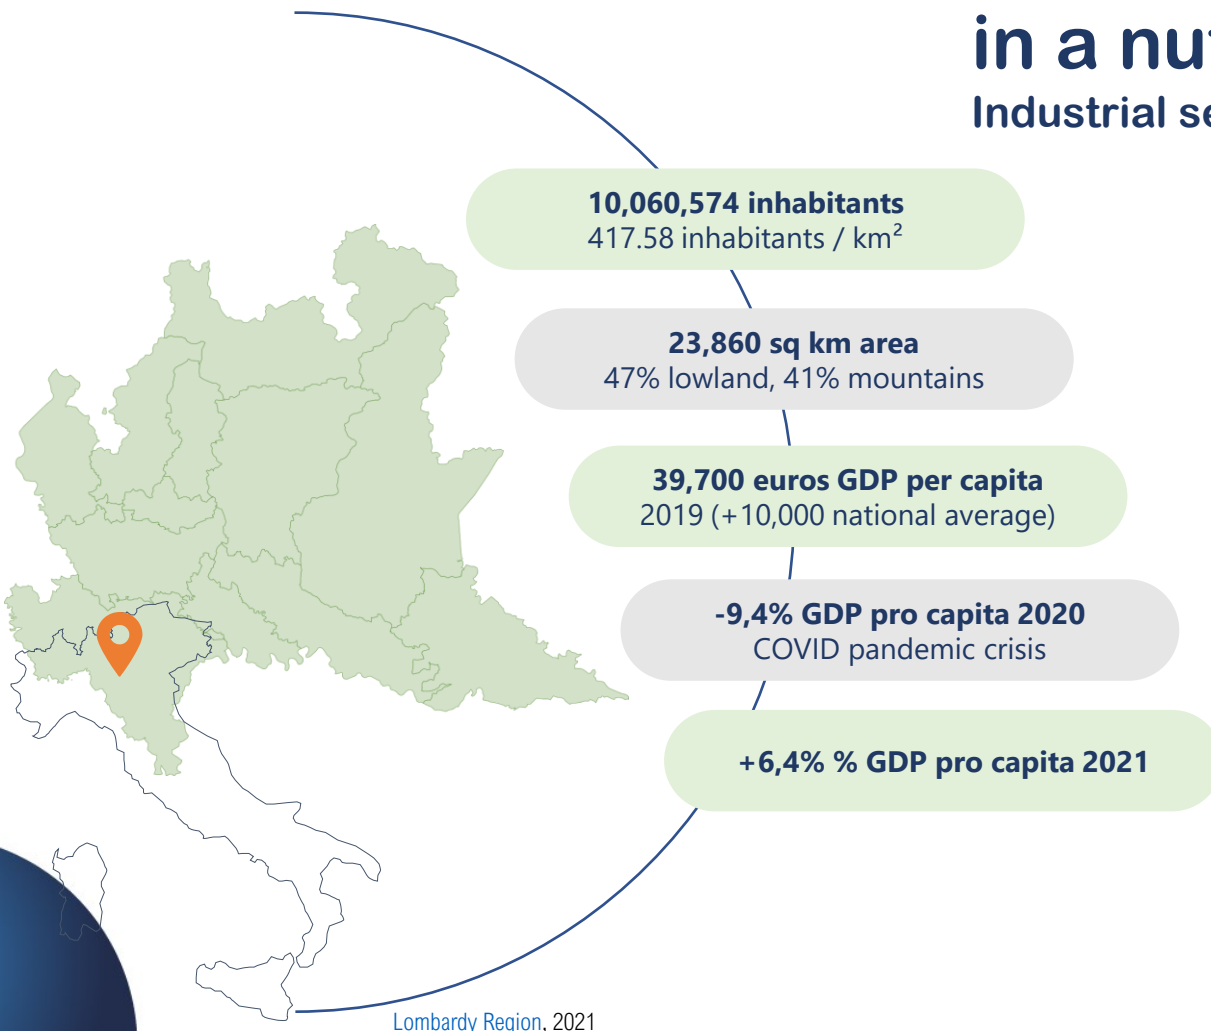 in a nu
Industrial se
10,060,574 inhabitants
417.58 inhabitants / km²
23,860 sq km area
47% lowland, 41% mountains
39,700 euros GDP per capita
2019 (+10,000 national average)
-9,4% GDP pro capita 2020
COVID pandemic crisis
+6,4% % GDP pro capita 2021
Lombardy Region, 2021